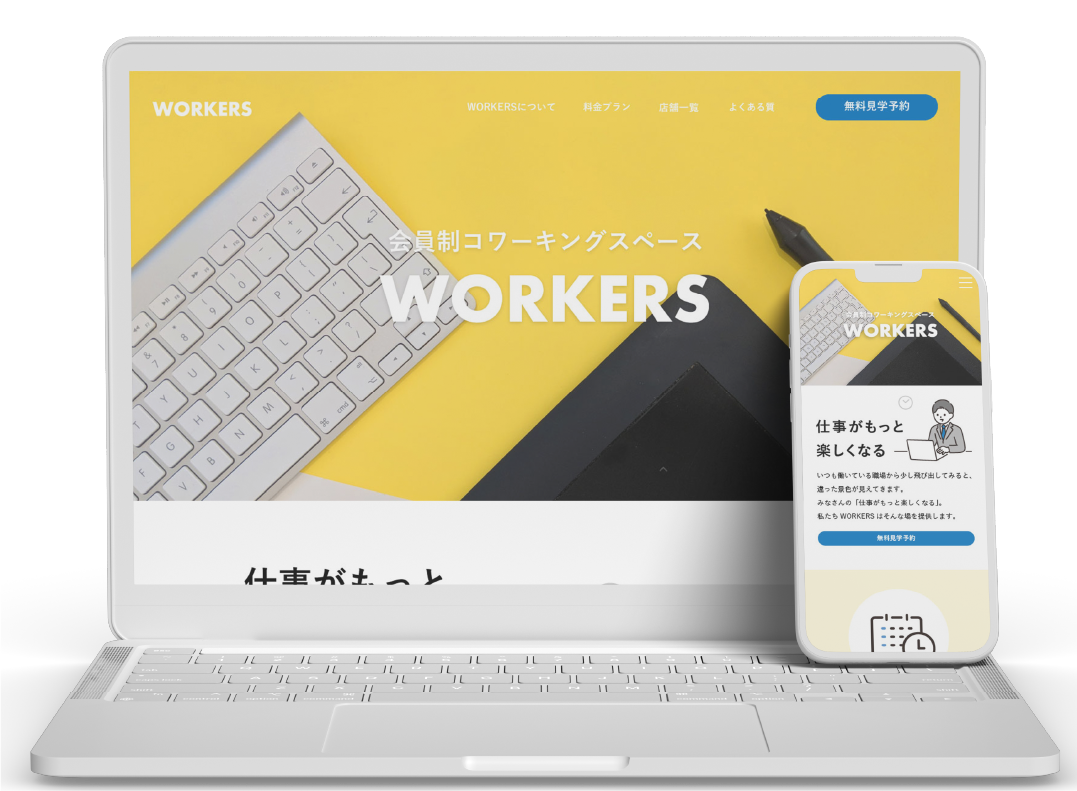 WORKERS
WORKERSについて 料金プラン 店舗一覧 よくある質 無料見学予約
会員制コワーキングスペース
WORKERS
仕事がもっと
会員制コワーキングスペース
WORKERS
仕事がもっと
楽しくなる
いつも働いている職場から少し飛び出してみると、
違った景色が見えてきます。
みなさんの「仕事がもっと楽しくなる」。
私たち WORKERS はそんな場を提供します。
無料見学予約